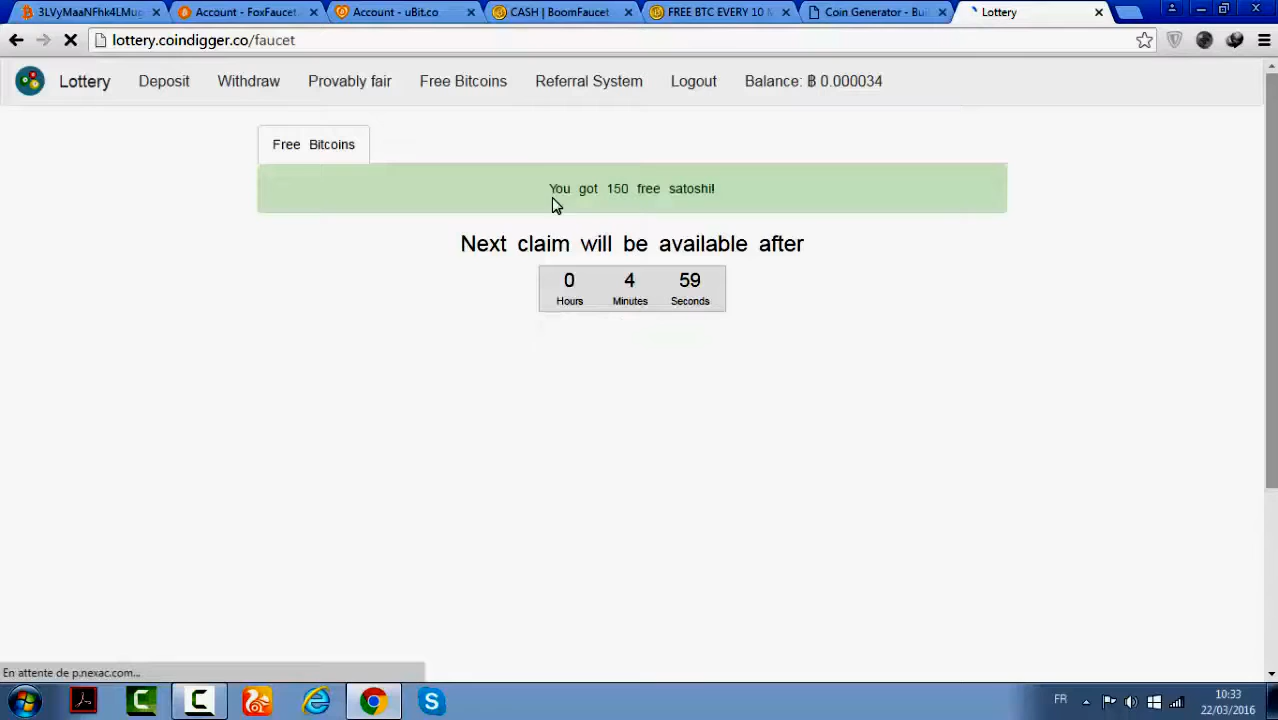 3LVyMaaNFhk4LMug
Account - FoxFaucet
Account - uBit.co
CASH | BoomFaucet
FREE BTC EVERY 10 M
Coin Generator - Bui
Lottery
lottery.coindigger.co/faucet
Lottery Deposit Withdraw Provably fair Free Bitcoins Referral System Logout Balance: ฿ 0.000034
Free Bitcoins
You got 150 free satoshi!
Next claim will be available after
0 4 59
Hours Minutes Seconds
En attente de p.nexac.com...
FR
10:33
22/03/2016